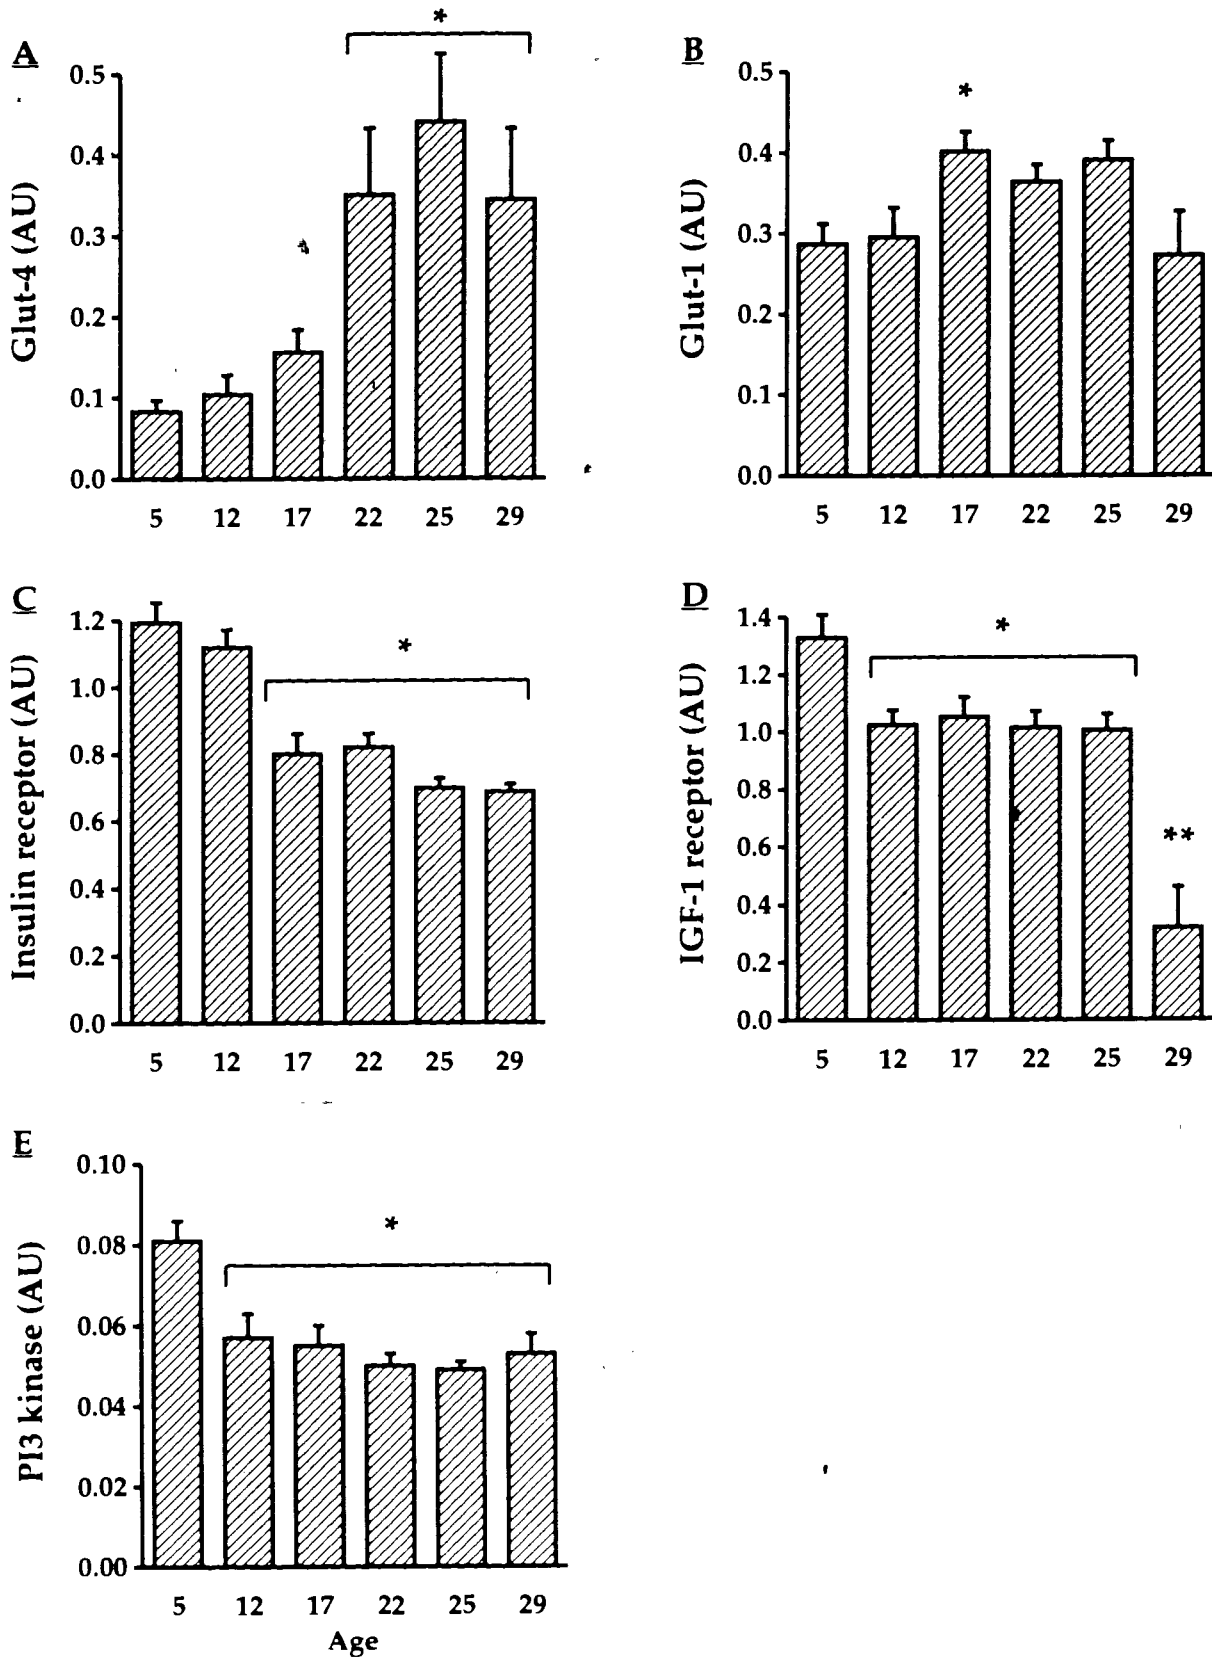 A
*
Glut-4 (AU)
0.5
0.4
0.3
0.2
0.1
0.0
5 12 17 22 25 29
B
*
Glut-1 (AU)
0.5
0.4
0.3
0.2
0.1
0.0
5 12 17 22 25 29
C
*
Insulin receptor (AU)
1.2
1.0
0.8
0.6
0.4
0.2
0.0
5 12 17 22 25 29
D
*
**
IGF-1 receptor (AU)
1.4
1.2
1.0
0.8
0.6
0.4
0.2
0.0
5 12 17 22 25 29
E
*
PI3 kinase (AU)
0.10
0.08
0.06
0.04
0.02
0.00
5 12 17 22 25 29
Age